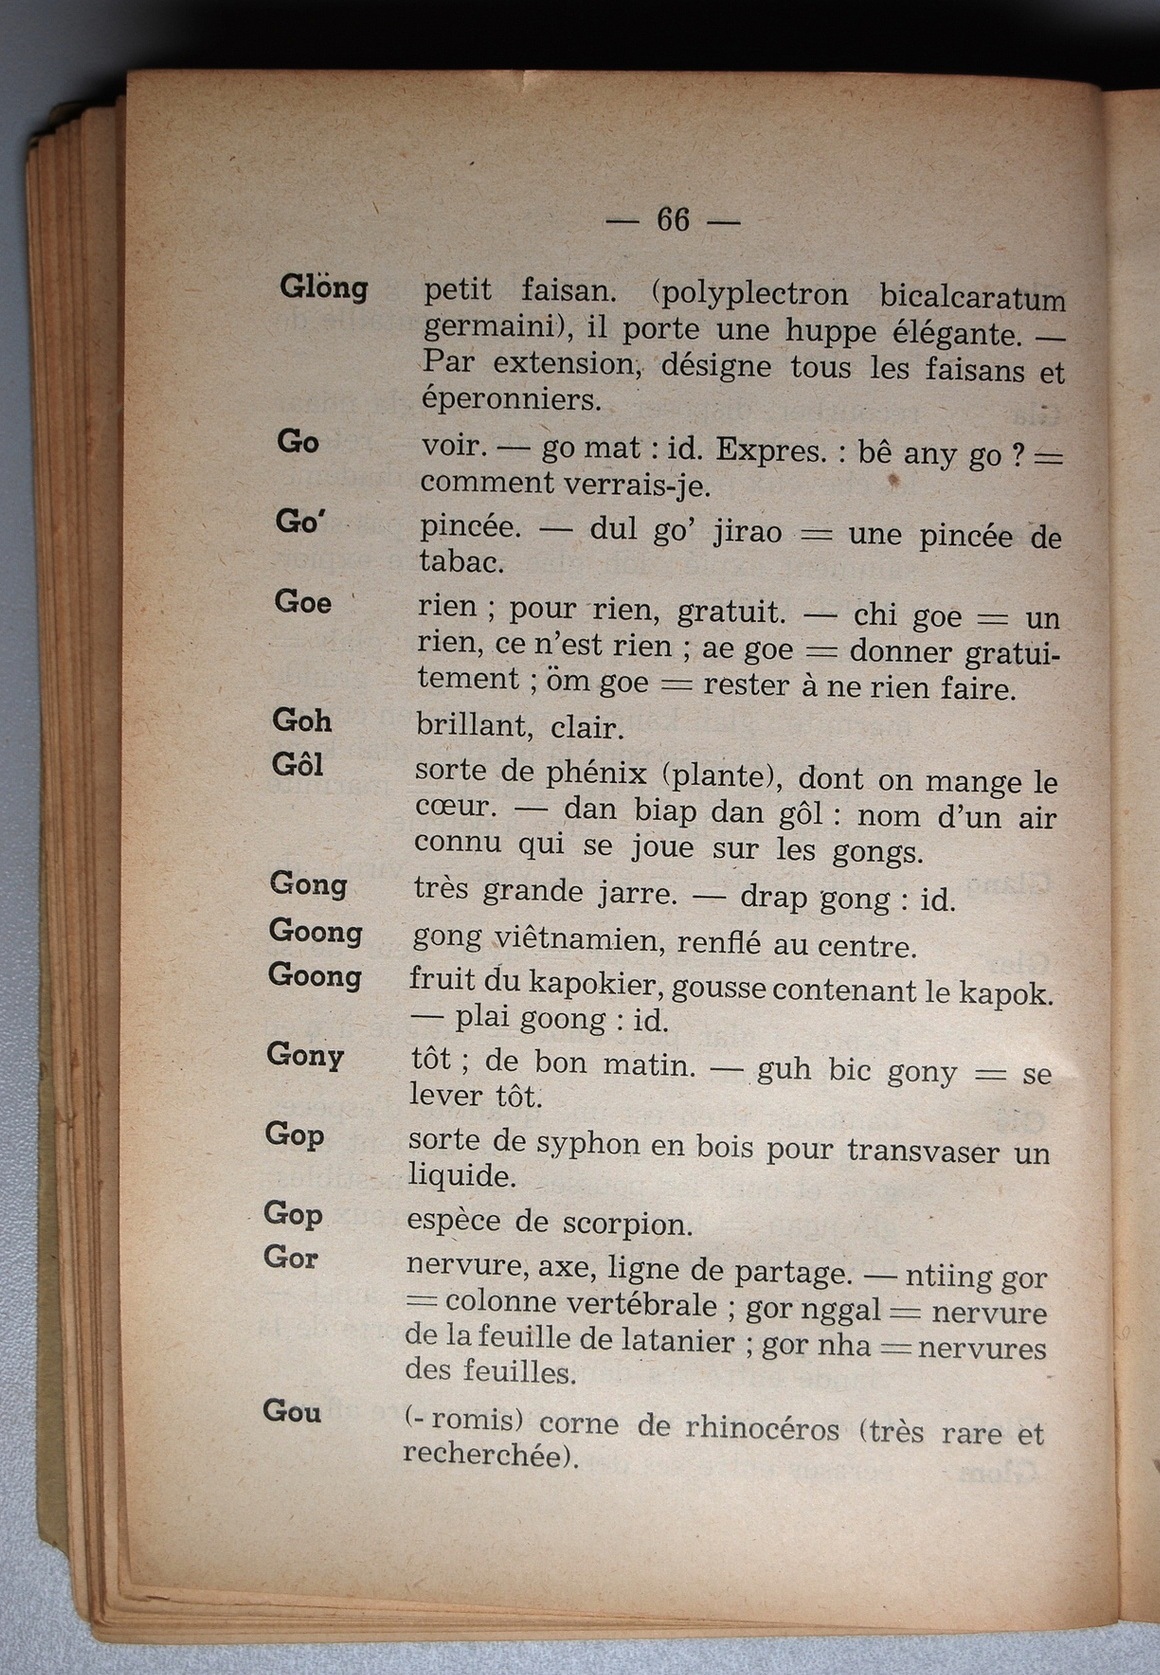 — 66 —
Glöng petit faisan. (polyplectron bicalcaratum
germaini), il porte une huppe élégante. —
Par extension, désigne tous les faisans et
éperonniers.
Go voir. — go mat : id. Expres. : bê any go ? =
comment verrais-je.
Go’ pincée. — dul go’ jirao = une pincée de
tabac.
Goe rien ; pour rien, gratuit. — chi goe = un
rien, ce n’est rien ; ae goe = donner gratui-
tement ; öm goe = rester à ne rien faire.
Goh brillant, clair.
Gôl sorte de phénix (plante), dont on mange le
cœur. — dan biap dan gôl : nom d’un air
connu qui se joue sur les gongs.
Gong très grande jarre. — drap gong : id.
Goong gong viêtnamien, renflé au centre.
Goong fruit du kapokier, gousse contenant le kapok.
— plai goong : id.
Gony tôt ; de bon matin. — guh bic gony = se
lever tôt.
Gop sorte de syphon en bois pour transvaser un
liquide.
Gop espèce de scorpion.
Gor nervure, axe, ligne de partage. — ntiing gor
= colonne vertébrale ; gor nggal = nervure
de la feuille de latanier ; gor nha = nervures
des feuilles.
Gou (- romis) corne de rhinocéros (très rare et
recherchée).